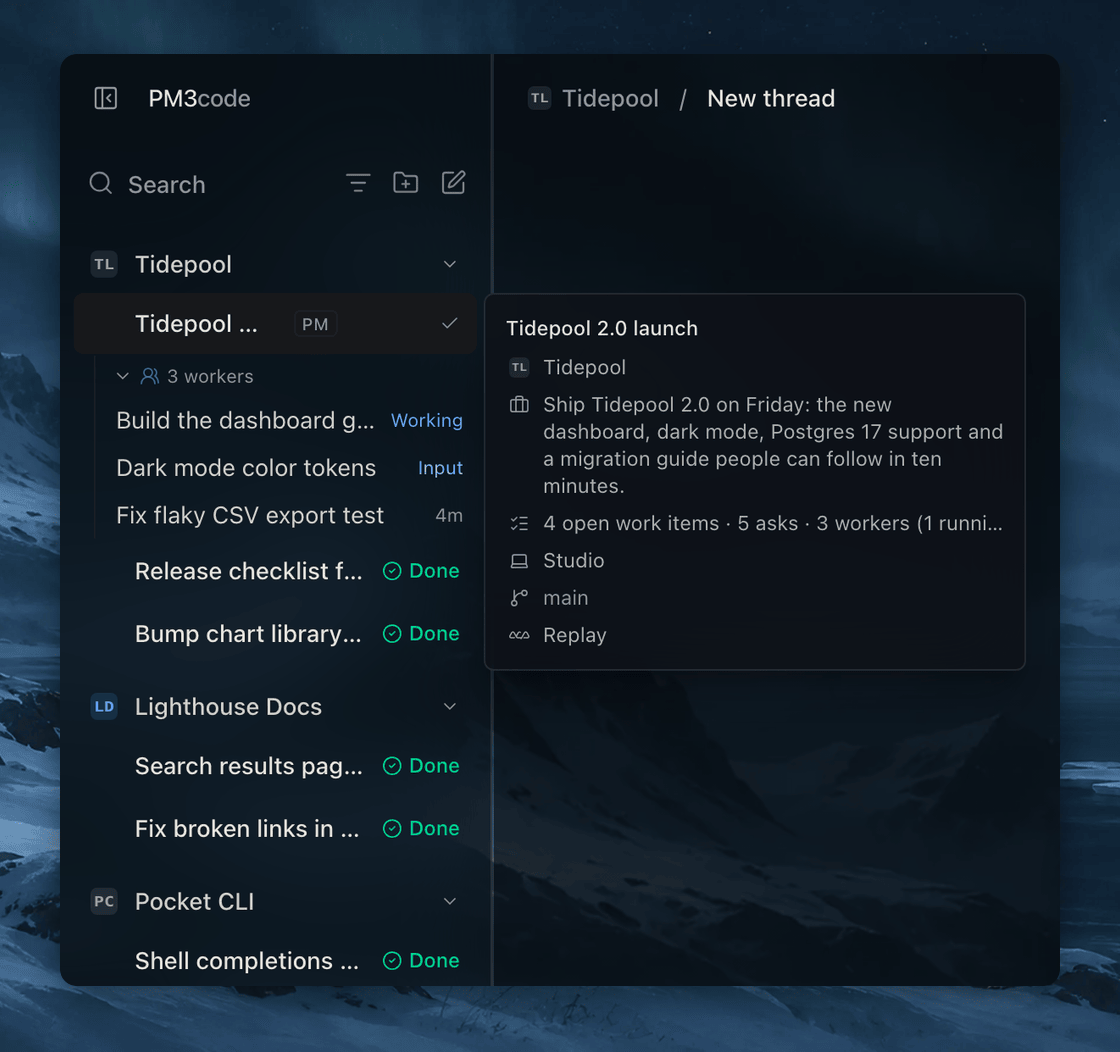 PM3code
TL Tidepool / New thread
Search
TL Tidepool
Tidepool ... PM
3 workers
Build the dashboard g... Working
Dark mode color tokens Input
Fix flaky CSV export test 4m
Release checklist f... Done
Bump chart library... Done
LD Lighthouse Docs
Search results pag... Done
Fix broken links in ... Done
PC Pocket CLI
Shell completions ... Done
Tidepool 2.0 launch
TL Tidepool
Ship Tidepool 2.0 on Friday: the new
dashboard, dark mode, Postgres 17 support and
a migration guide people can follow in ten
minutes.
4 open work items · 5 asks · 3 workers (1 runni...
Studio
main
Replay